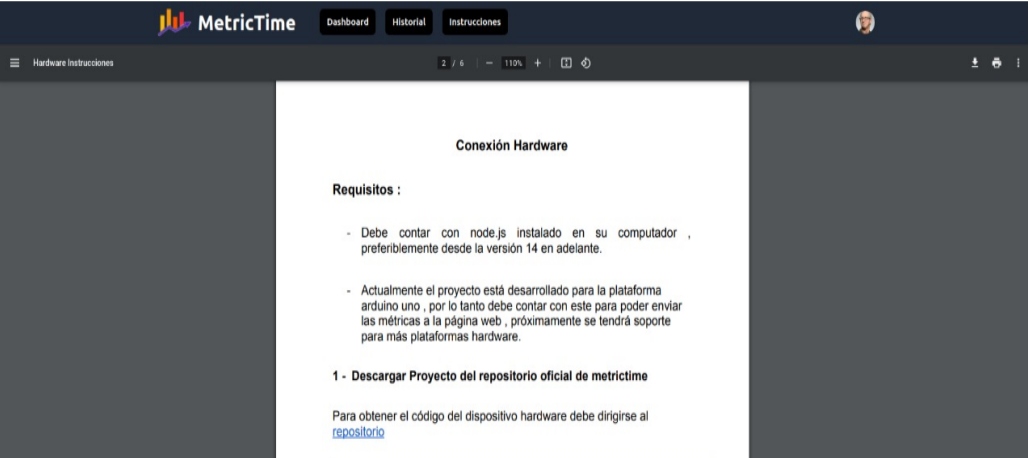 MetricTime
Dashboard Historial Instrucciones
Hardware Instrucciones 2 / 6 − 110% +
Conexión Hardware
Requisitos :
- Debe contar con node.js instalado en su computador ,
preferiblemente desde la versión 14 en adelante.
- Actualmente el proyecto está desarrollado para la plataforma
arduino uno , por lo tanto debe contar con este para poder enviar
las métricas a la página web , próximamente se tendrá soporte
para más plataformas hardware.
1 - Descargar Proyecto del repositorio oficial de metrictime
Para obtener el código del dispositivo hardware debe dirigirse al
repositorio